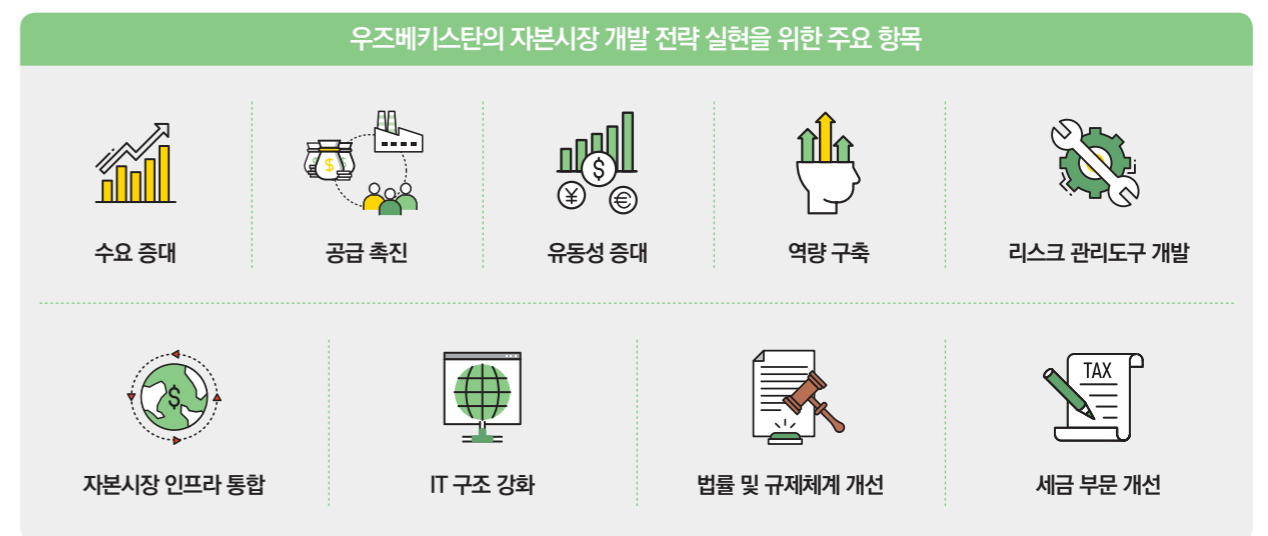 우즈베키스탄의 자본시장 개발 전략 실현을 위한 주요 항목
$
$
$
¥
€
수요 증대
공급 촉진
유동성 증대
역량 구축
리스크 관리도구 개발
$
TAX
자본시장 인프라 통합
IT 구조 강화
법률 및 규제체계 개선
세금 부문 개선